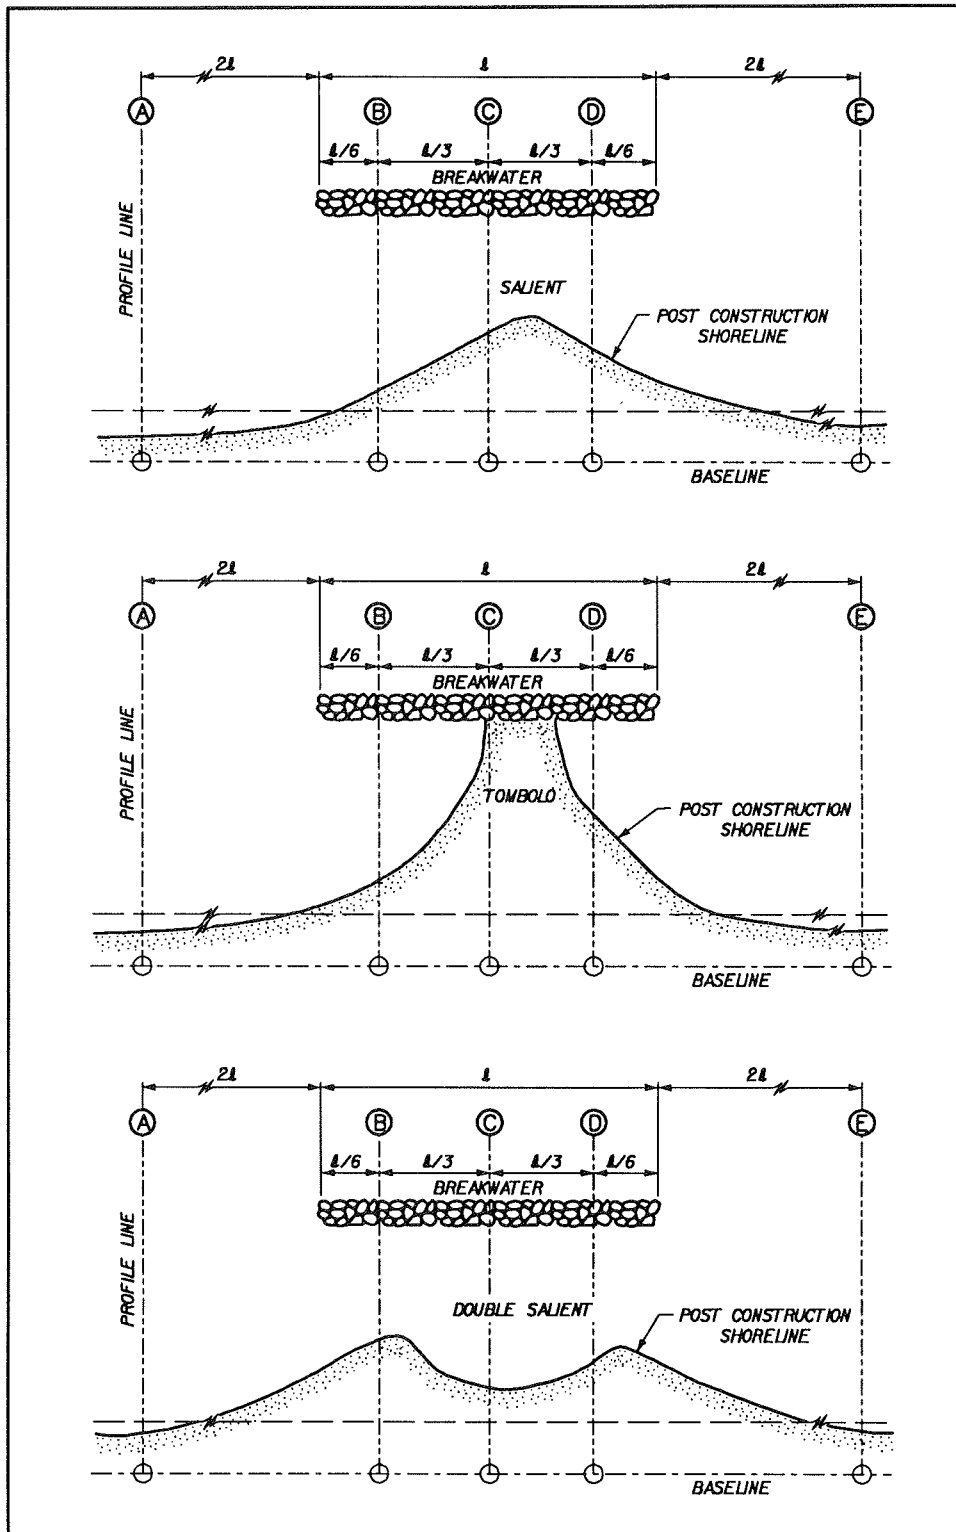 2ℓ ℓ 2ℓ
A B C D E
ℓ/6 ℓ/3 ℓ/3 ℓ/6
BREAKWATER
PROFILE LINE
SALIENT
POST CONSTRUCTION
SHORELINE
BASELINE
2ℓ ℓ 2ℓ
A B C D E
ℓ/6 ℓ/3 ℓ/3 ℓ/6
BREAKWATER
PROFILE LINE
TOMBOLO
POST CONSTRUCTION
SHORELINE
BASELINE
2ℓ ℓ 2ℓ
A B C D E
ℓ/6 ℓ/3 ℓ/3 ℓ/6
BREAKWATER
PROFILE LINE
DOUBLE SALIENT
POST CONSTRUCTION
SHORELINE
BASELINE